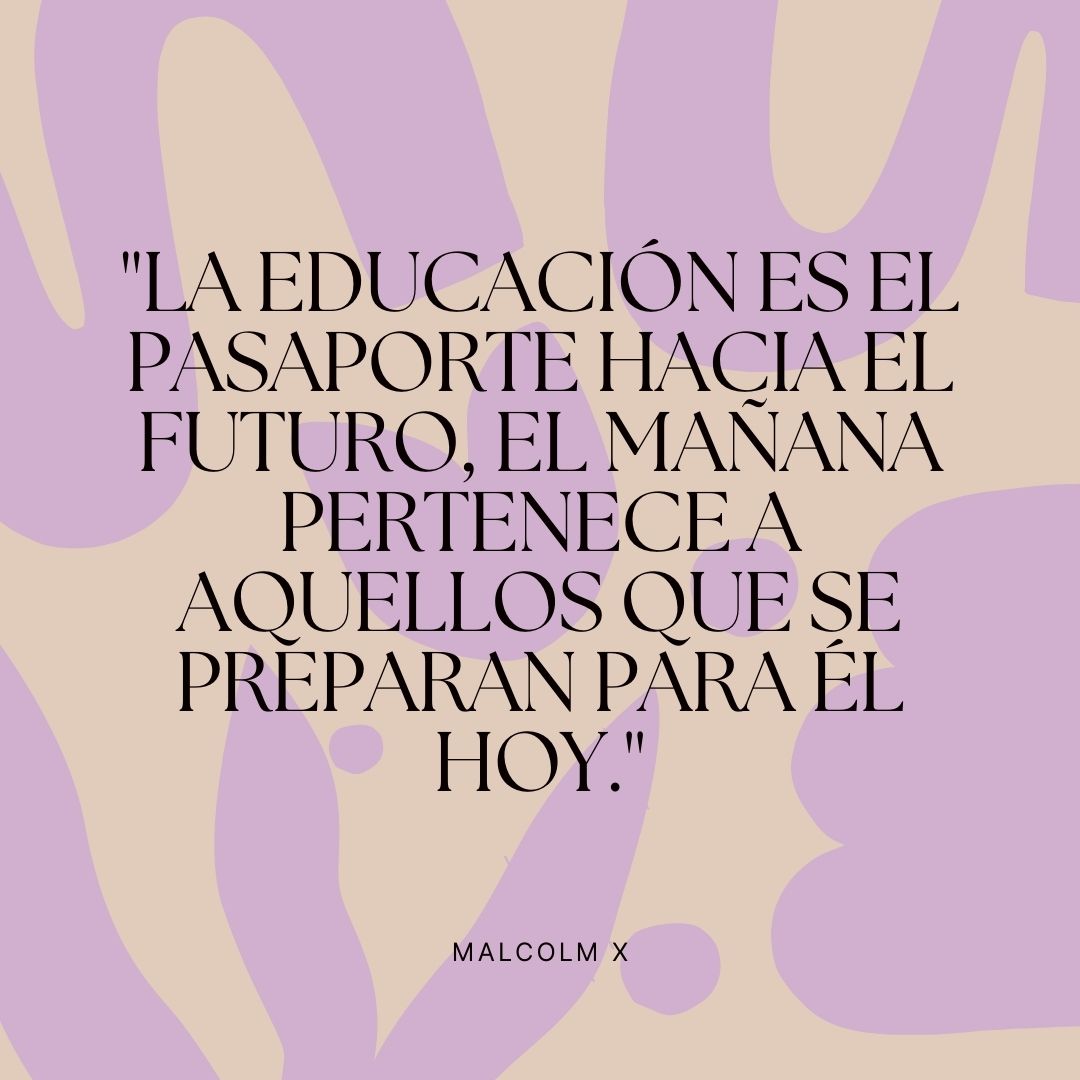 "LA EDUCACIÓN ES EL
PASAPORTE HACIA EL
FUTURO, EL MAÑANA
PERTENECE A
AQUELLOS QUE SE
PREPARAN PARA ÉL
HOY."
MALCOLM X